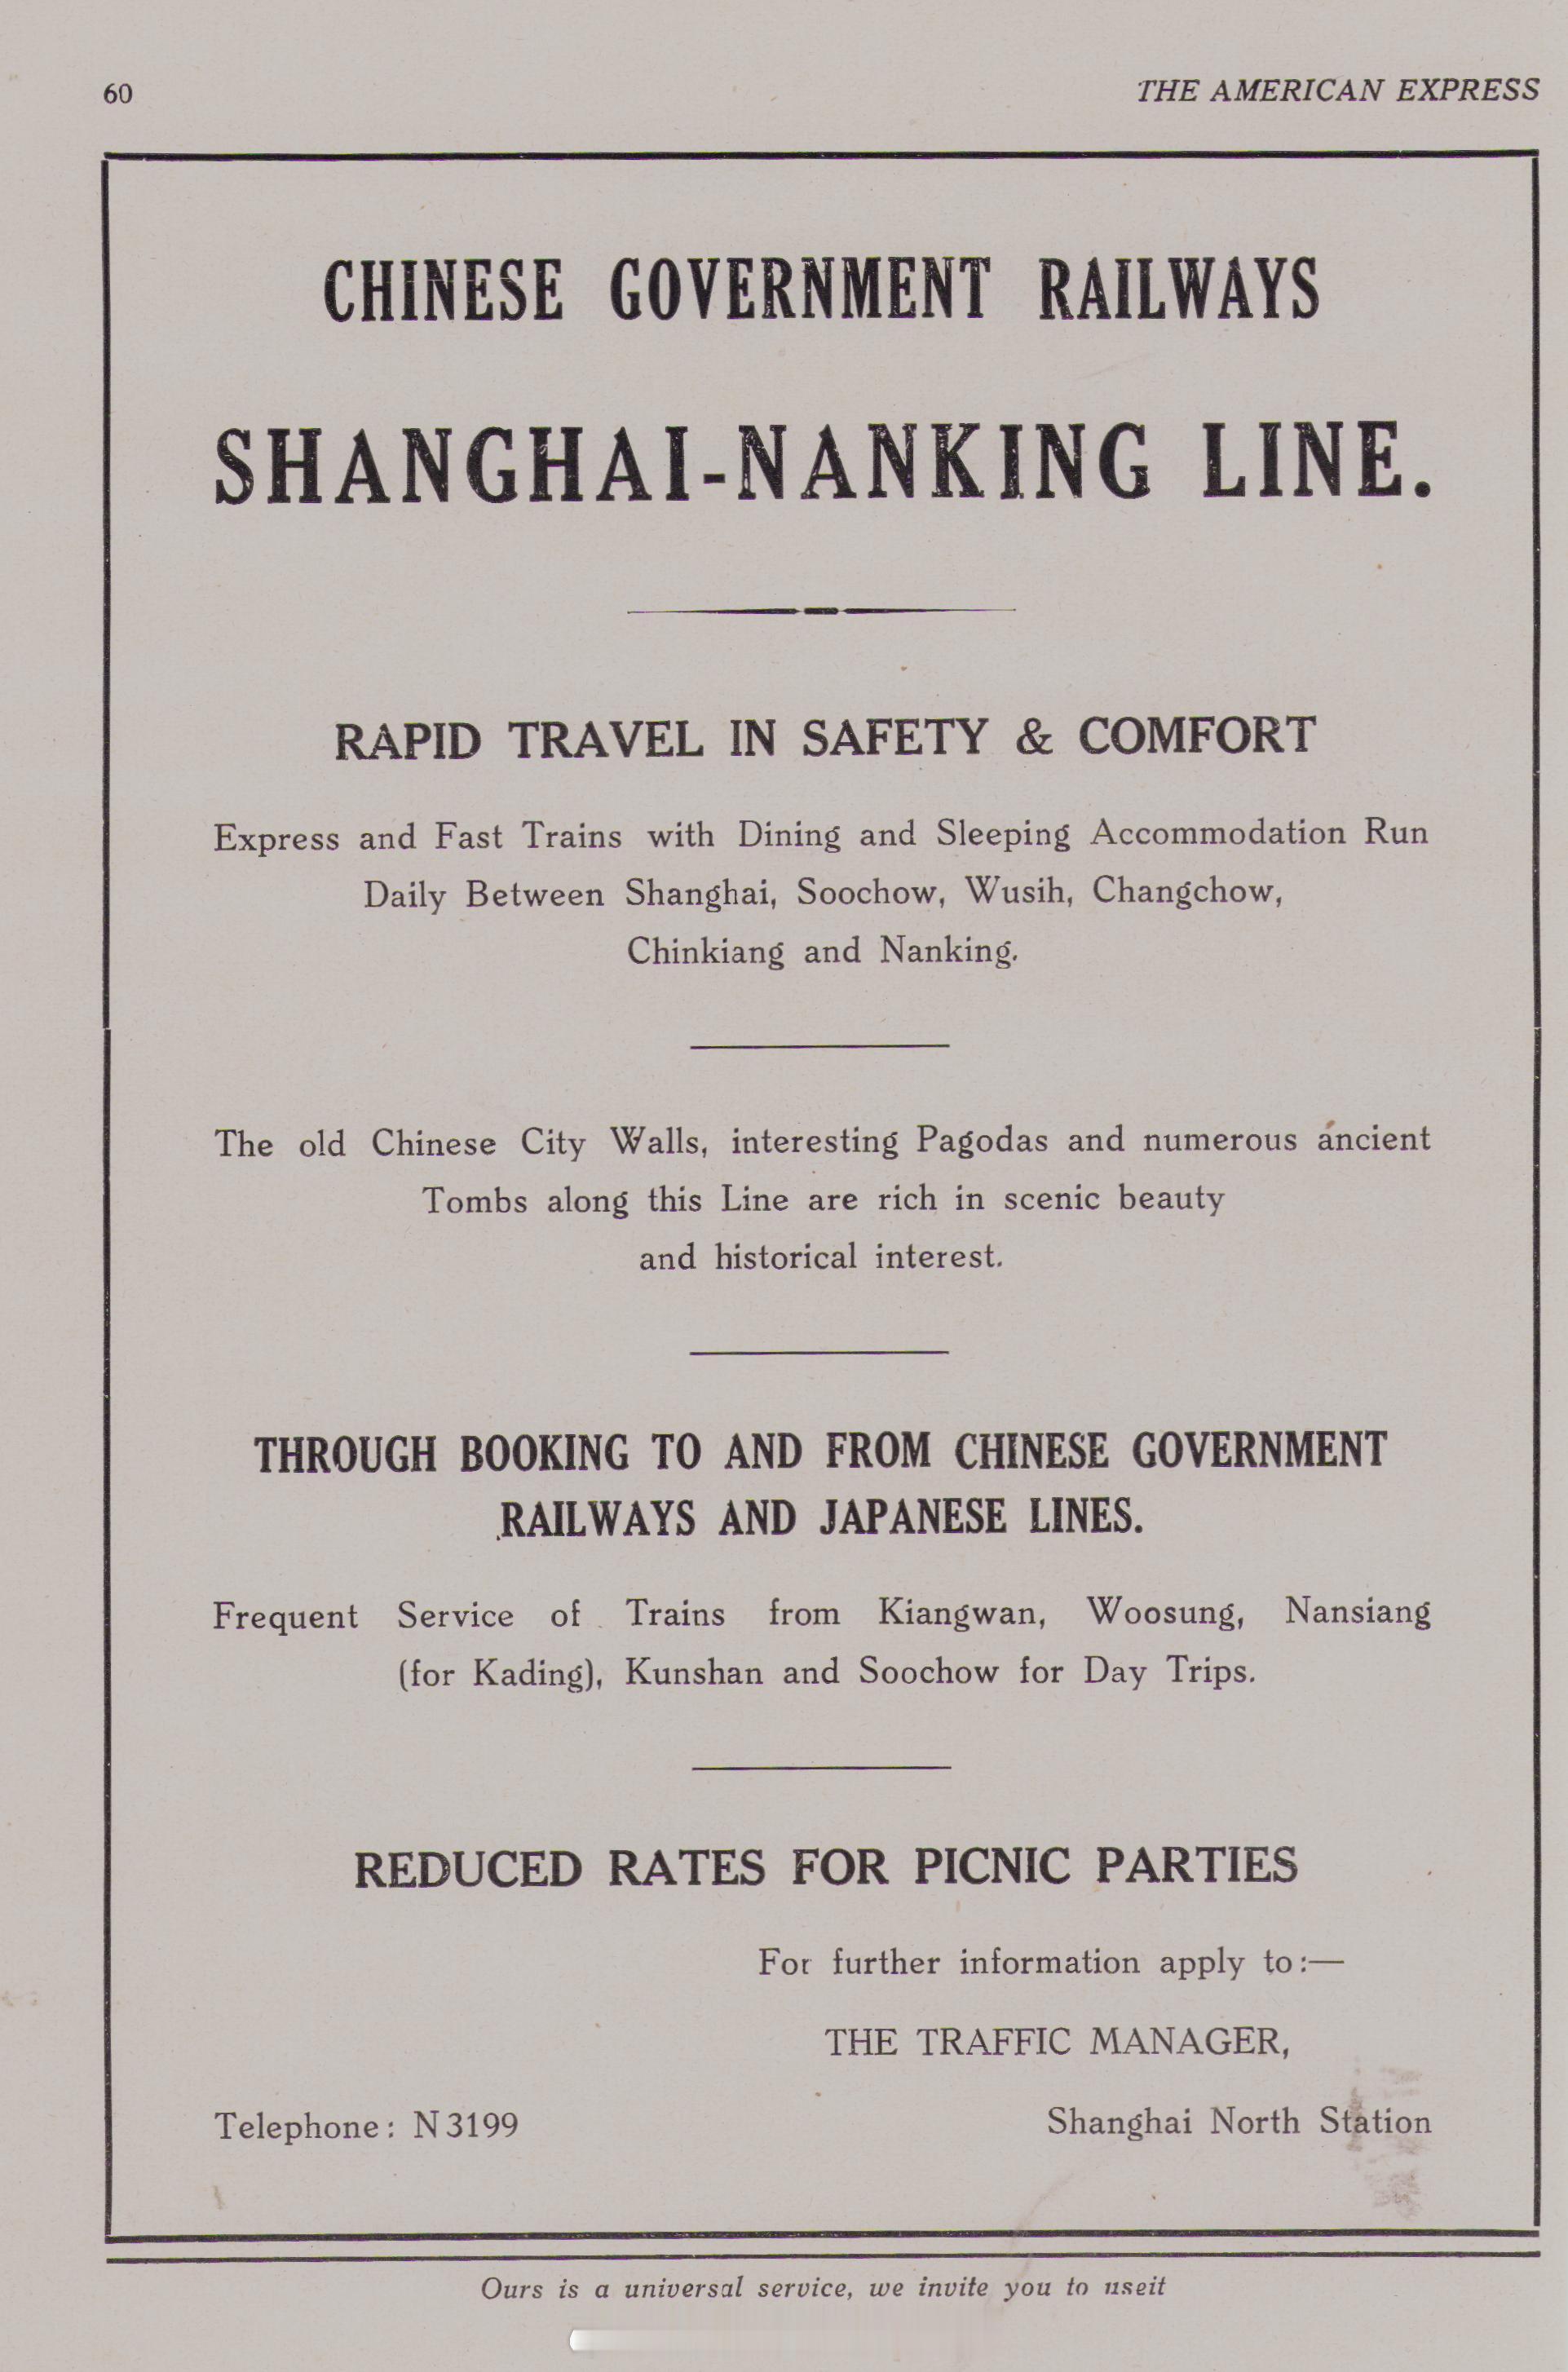 60
THE AMERICAN EXPRESS
CHINESE GOVERNMENT RAILWAYS
SHANGHAI-NANKING LINE.
RAPID TRAVEL IN SAFETY & COMFORT
Express and Fast Trains with Dining and Sleeping Accommodation Run
Daily Between Shanghai, Soochow, Wusih, Changchow,
Chinkiang and Nanking.
The old Chinese City Walls, interesting Pagodas and numerous ancient
Tombs along this Line are rich in scenic beauty
and historical interest.
THROUGH BOOKING TO AND FROM CHINESE GOVERNMENT
RAILWAYS AND JAPANESE LINES.
Frequent Service of Trains from Kiangwan, Woosung, Nansiang
(for Kading), Kunshan and Soochow for Day Trips.
REDUCED RATES FOR PICNIC PARTIES
For further information apply to:—
THE TRAFFIC MANAGER,
Telephone: N 3199
Shanghai North Station
Ours is a universal service, we invite you to useit